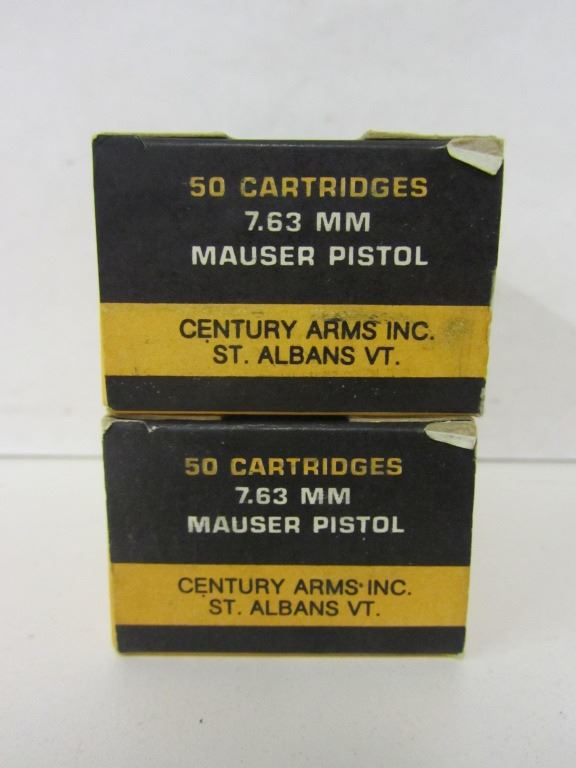 50 CARTRIDGES
7.63 MM
MAUSER PISTOL
CENTURY ARMS INC.
ST. ALBANS VT.
50 CARTRIDGES
7.63 MM
MAUSER PISTOL
CENTURY ARMS INC.
ST. ALBANS VT.